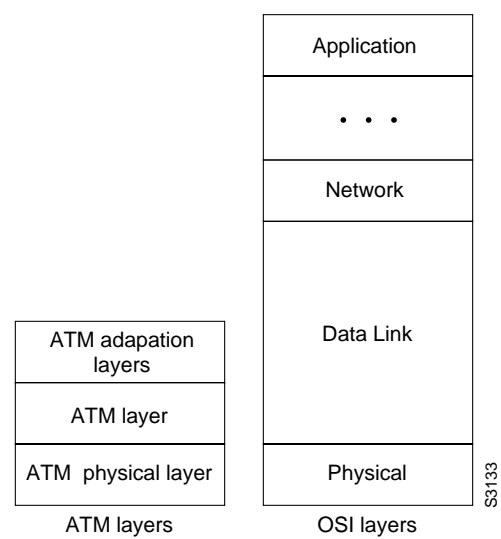 Application
. . .
Network
Data Link
ATM adapation
layers
ATM layer
ATM physical layer
Physical
ATM layers
OSI layers
S3133